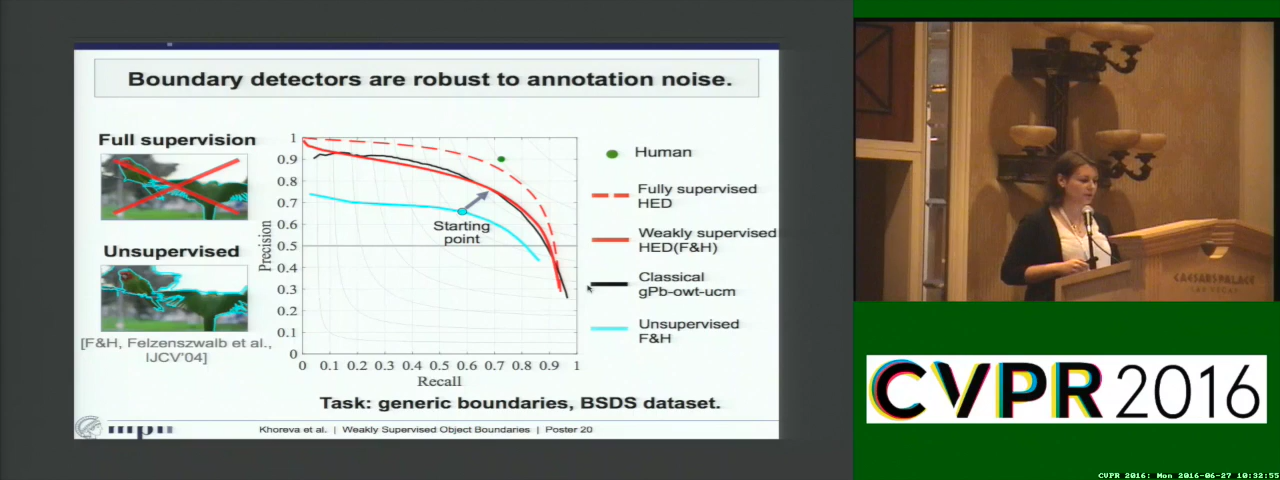 Boundary detectors are robust to annotation noise.
Full supervision
Unsupervised
[F&H, Felzenszwalb et al.,
IJCV'04]
Precision
1
0.9
0.8
0.7
0.6
0.5
0.4
0.3
0.2
0.1
0
0 0.1 0.2 0.3 0.4 0.5 0.6 0.7 0.8 0.9 1
Recall
Starting
point
Human
Fully supervised
HED
Weakly supervised
HED(F&H)
Classical
gPb-owt-ucm
Unsupervised
F&H
Task: generic boundaries, BSDS dataset.
mpii
Khoreva et al. | Weakly Supervised Object Boundaries | Poster 20
CAESARS PALACE
LAS VEGAS
CVPR 2016
CVPR 2016: Mon 2016-06-27 10:32:55